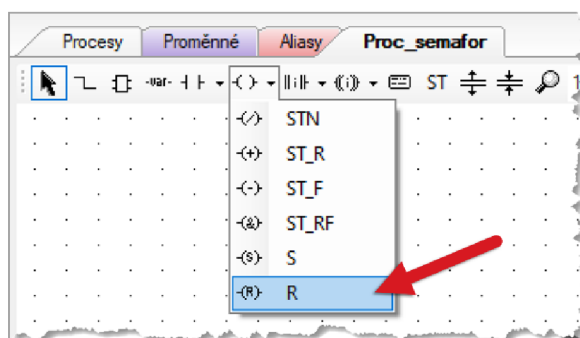 Procesy Proměnné Aliasy Proc_semafor
-var- ST
(/) STN
(+) ST_R
(-) ST_F
(&) ST_RF
(S) S
(R) R